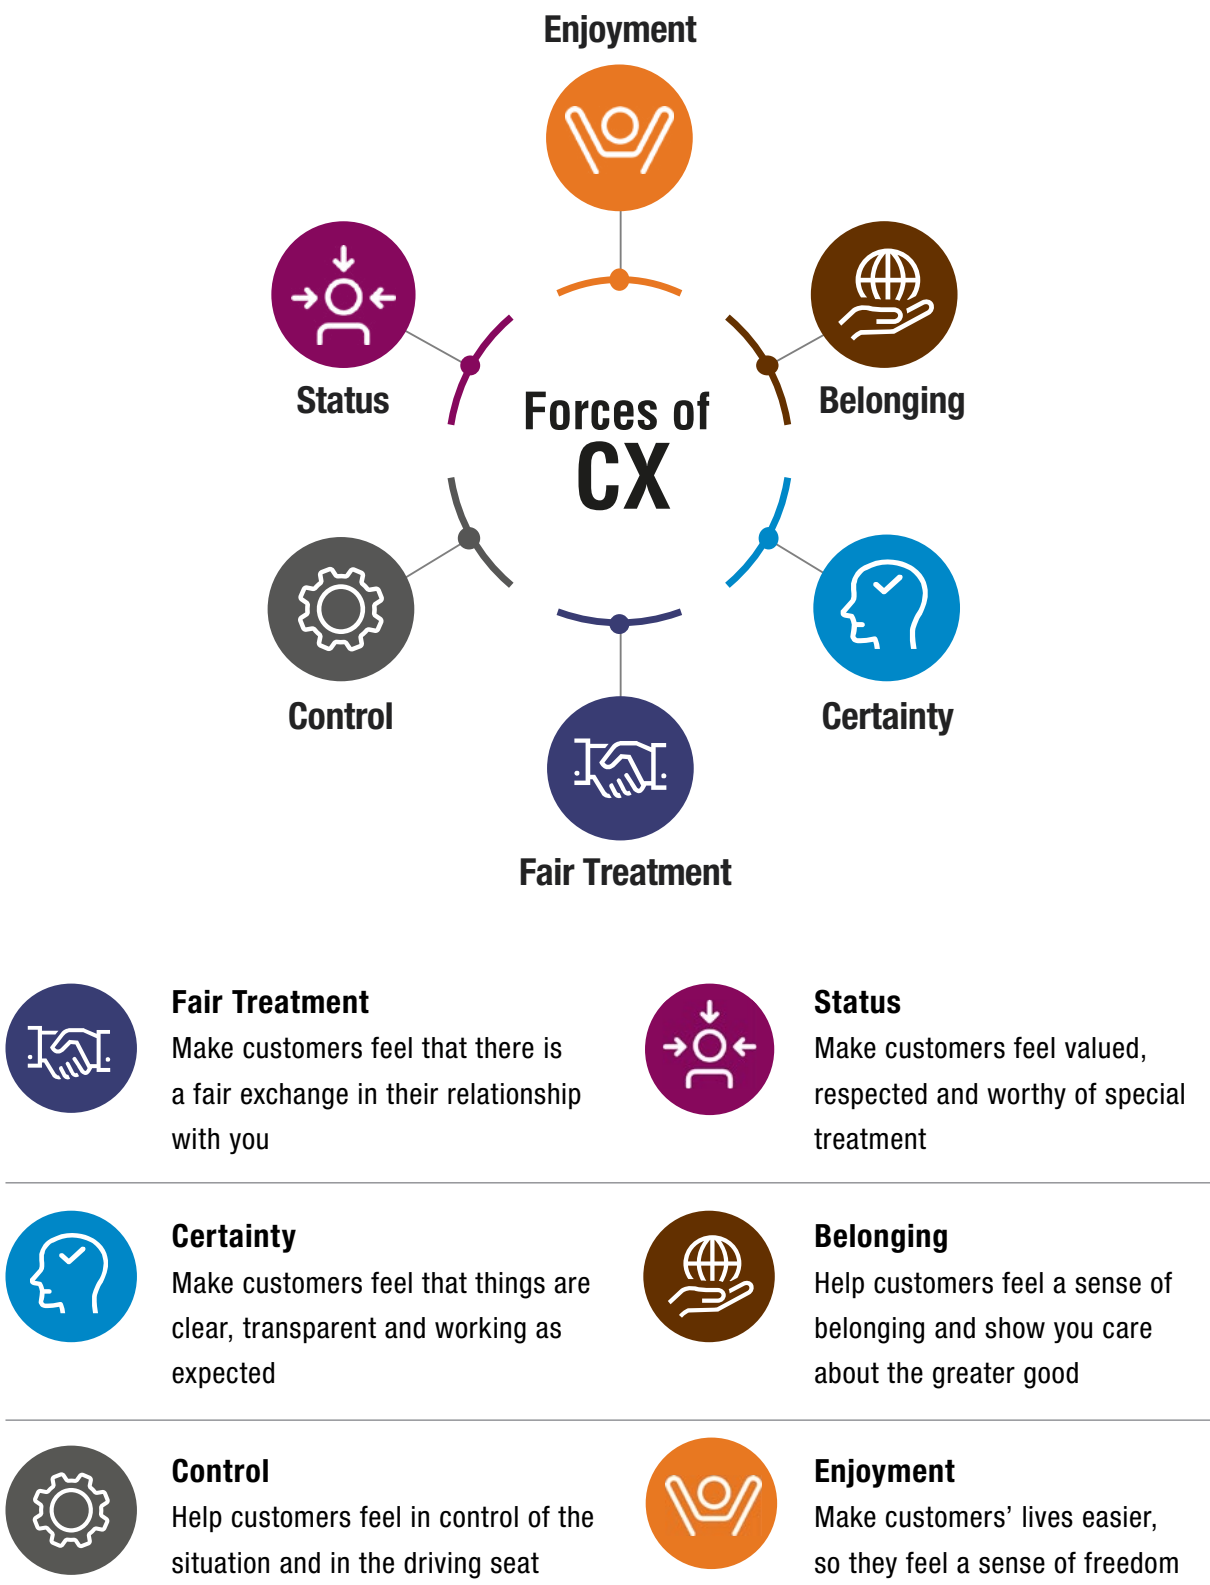 Enjoyment
Status
Belonging
Forces of
CX
Control
Certainty
Fair Treatment
Fair Treatment
Make customers feel that there is
a fair exchange in their relationship
with you
Status
Make customers feel valued,
respected and worthy of special
treatment
Certainty
Make customers feel that things are
clear, transparent and working as
expected
Belonging
Help customers feel a sense of
belonging and show you care
about the greater good
Control
Help customers feel in control of the
situation and in the driving seat
Enjoyment
Make customers’ lives easier,
so they feel a sense of freedom